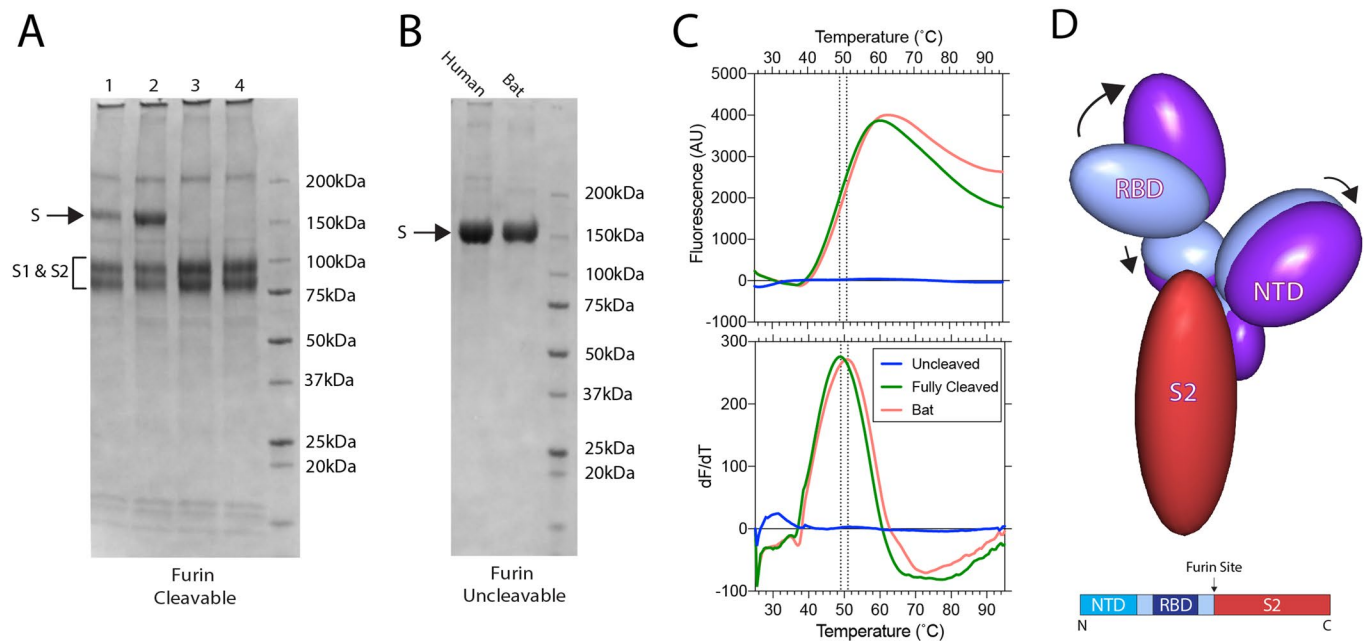 A
1 2 3 4
S
S1 & S2
200kDa
150kDa
100kDa
75kDa
50kDa
37kDa
25kDa
20kDa
Furin
Cleavable
B
Human
Bat
S
200kDa
150kDa
100kDa
75kDa
50kDa
37kDa
25kDa
20kDa
Furin
Uncleavable
C
Temperature (˚C)
30 40 50 60 70 80 90
Fluorescence (AU)
5000
4000
3000
2000
1000
0
-1000
dF/dT
300
200
100
0
-100
Uncleaved
Fully Cleaved
Bat
30 40 50 60 70 80 90
Temperature (˚C)
D
RBD
NTD
S2
Furin Site
NTD RBD S2
N C